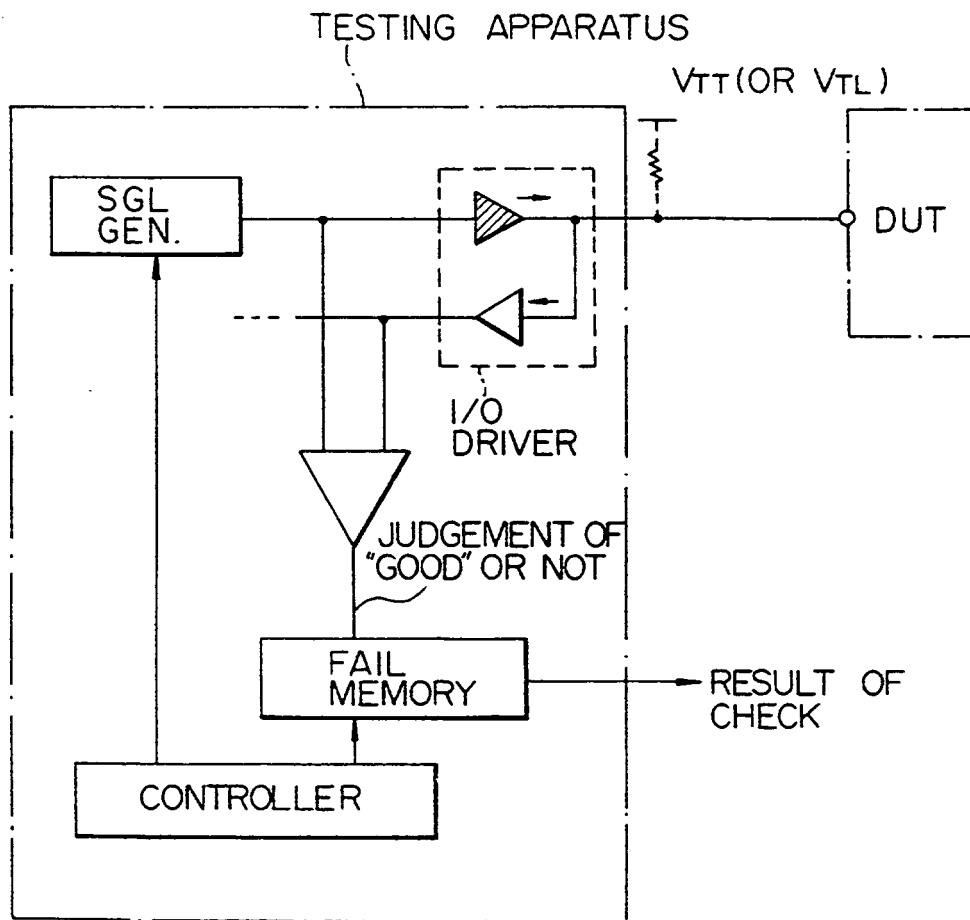 TESTING APPARATUS
VTT (OR VTL)
SGL
GEN.
DUT
I/O
DRIVER
JUDGEMENT OF
"GOOD" OR NOT
FAIL
MEMORY
RESULT OF
CHECK
CONTROLLER